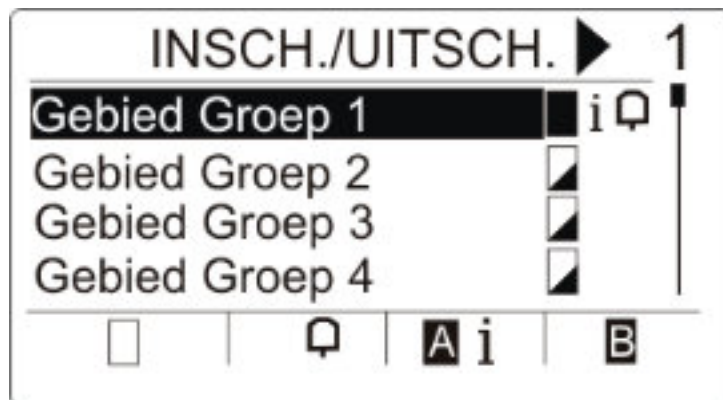 INSCH./UITSCH. ▶ 1
Gebied Groep 1 i
Gebied Groep 2
Gebied Groep 3
Gebied Groep 4
A i B